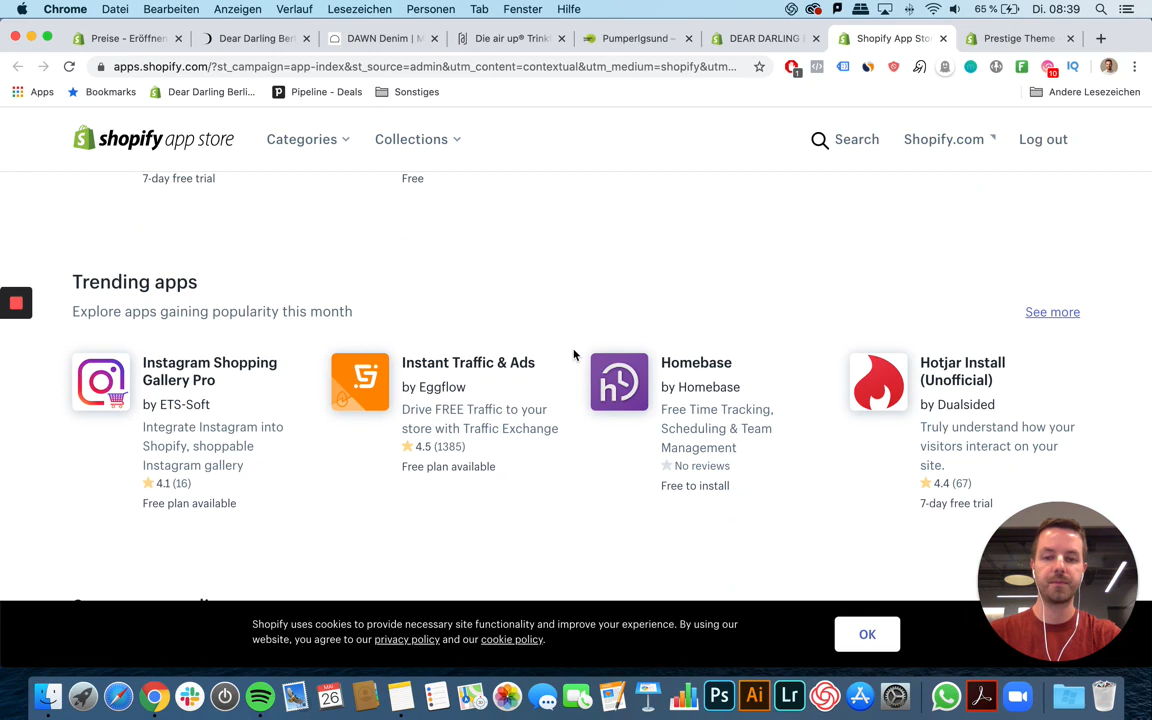 Chrome Datei Bearbeiten Anzeigen Verlauf Lesezeichen Personen Tab Fenster Hilfe 65 % Di. 08:39
Preise – Eröffnen Dear Darling Berl DAWN Denim | M Die air up® Trink Pumperlgsund – DEAR DARLING Shopify App Sto Prestige Theme
apps.shopify.com/?st_campaign=app-index&st_source=admin&utm_content=contextual&utm_medium=shopify&utm... 1 10 IQ
Apps Bookmarks Dear Darling Berli... Pipeline - Deals Sonstiges Andere Lesezeichen
shopify app store Categories Collections Search Shopify.com Log out
7-day free trial Free
Trending apps
Explore apps gaining popularity this month See more
Instagram Shopping Gallery Pro
by ETS-Soft
Integrate Instagram into
Shopify, shoppable
Instagram gallery
4.1 (16)
Free plan available
Instant Traffic & Ads
by Eggflow
Drive FREE Traffic to your
store with Traffic Exchange
4.5 (1385)
Free plan available
Homebase
by Homebase
Free Time Tracking,
Scheduling & Team
Management
No reviews
Free to install
Hotjar Install
(Unofficial)
by Dualsided
Truly understand how your
visitors interact on your
site.
4.4 (67)
7-day free trial
Shopify uses cookies to provide necessary site functionality and improve your experience. By using our
website, you agree to our privacy policy and our cookie policy.
OK
MAI
26
Ps Ai Lr